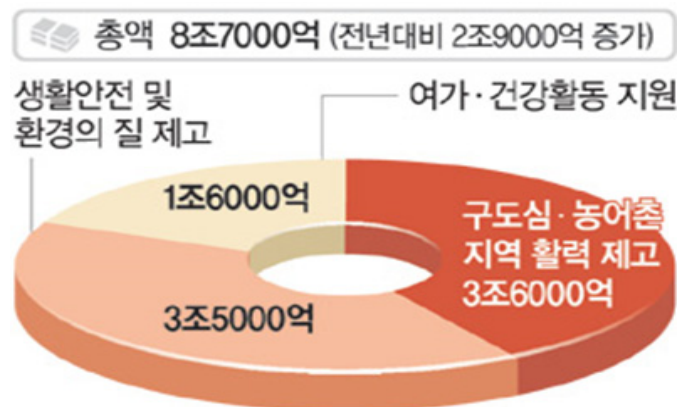 총액 8조7000억 (전년대비 2조9000억 증가)
생활안전 및
환경의 질 제고
여가·건강활동 지원
1조6000억
구도심·농어촌
지역 활력 제고
3조6000억
3조5000억